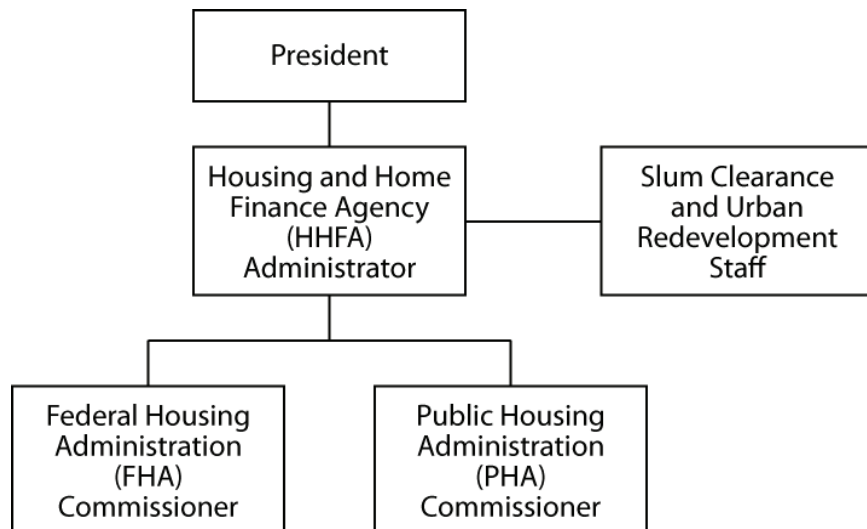 President
Housing and Home
Finance Agency
(HHFA)
Administrator
Slum Clearance
and Urban
Redevelopment
Staff
Federal Housing
Administration
(FHA)
Commissioner
Public Housing
Administration
(PHA)
Commissioner